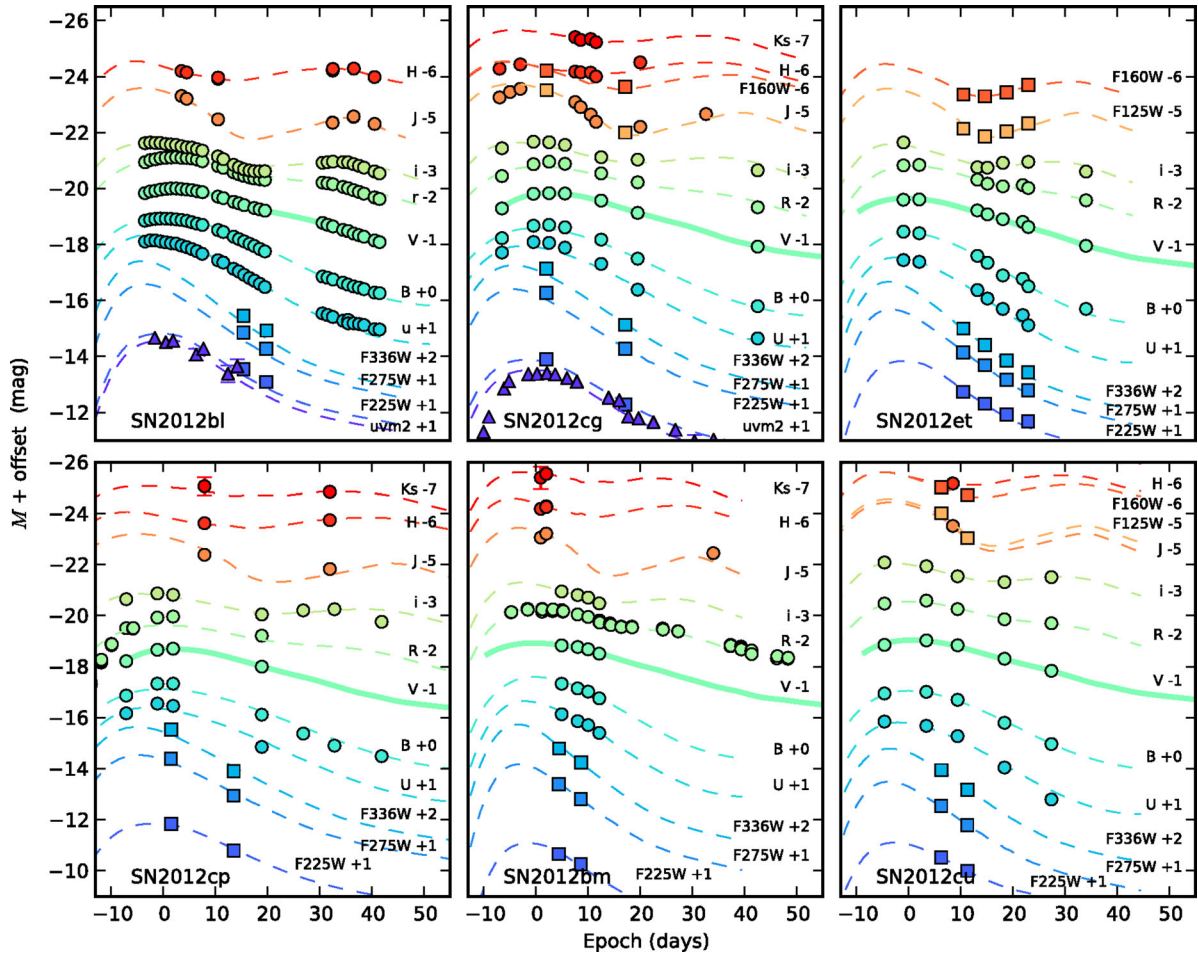 −26
−24
−22
−20
−18
−16
−14
−12
H -6
J -5
i -3
r -2
V -1
B +0
u +1
F336W +2
F275W +1
F225W +1
uvm2 +1
SN2012bl
Ks -7
H -6
F160W -6
J -5
i -3
R -2
V -1
B +0
U +1
F336W +2
F275W +1
F225W +1
uvm2 +1
SN2012cg
F160W -6
F125W -5
i -3
R -2
V -1
B +0
U +1
F336W +2
F275W +1
F225W +1
SN2012et
M + offset (mag)
−26
−24
−22
−20
−18
−16
−14
−12
−10
Ks -7
H -6
J -5
i -3
R -2
V -1
B +0
U +1
F336W +2
F275W +1
F225W +1
SN2012cp
Ks -7
H -6
J -5
i -3
R -2
V -1
B +0
U +1
F336W +2
F275W +1
F225W +1
SN2012bm
H -6
F160W -6
F125W -5
J -5
i -3
R -2
V -1
B +0
U +1
F336W +2
F275W +1
F225W +1
SN2012cu
−10 0 10 20 30 40 50
−10 0 10 20 30 40 50
−10 0 10 20 30 40 50
Epoch (days)